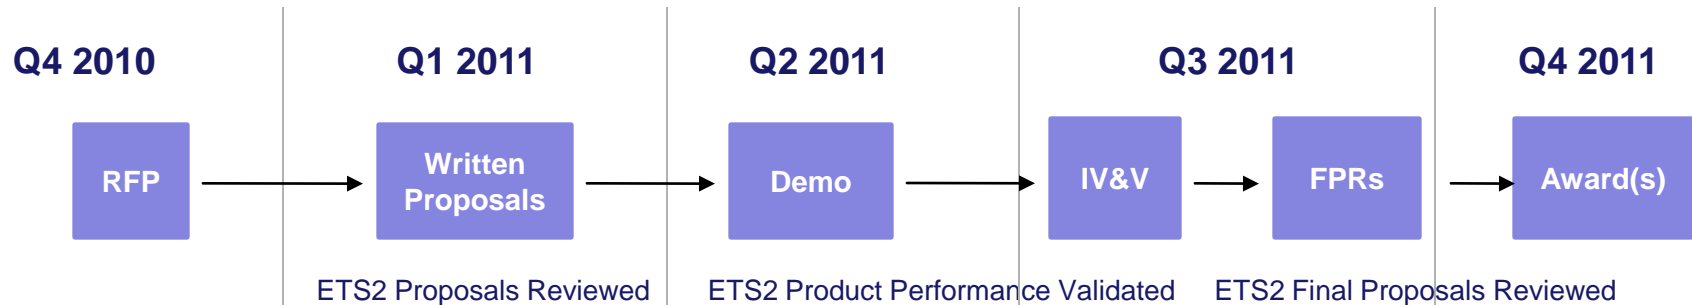 Q4 2010
Q1 2011
Q2 2011
Q3 2011
Q4 2011
RFP
Written
Proposals
Demo
IV&V
FPRs
Award(s)
ETS2 Proposals Reviewed
ETS2 Product Performance Validated
ETS2 Final Proposals Reviewed